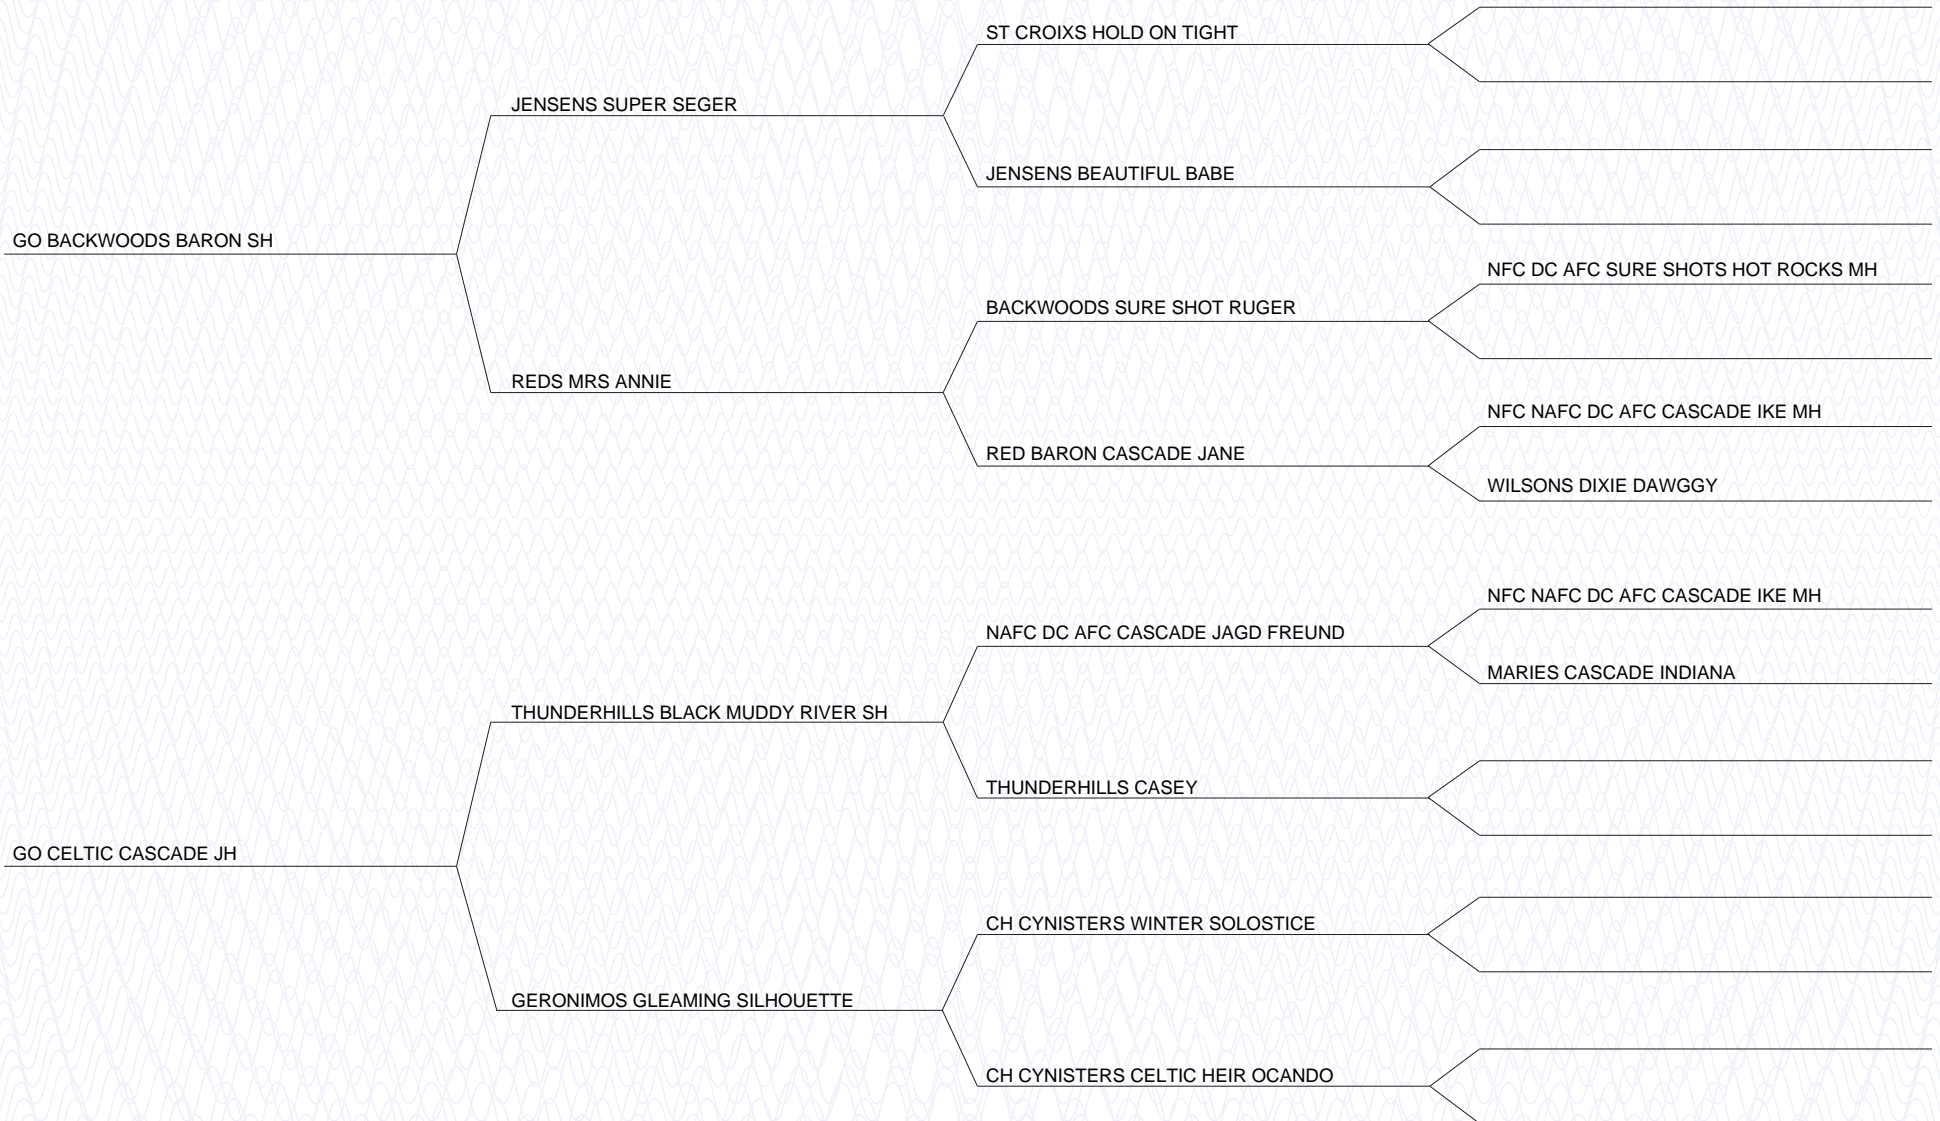 ST CROIXS HOLD ON TIGHT
JENSENS SUPER SEGER
JENSENS BEAUTIFUL BABE
GO BACKWOODS BARON SH
NFC DC AFC SURE SHOTS HOT ROCKS MH
BACKWOODS SURE SHOT RUGER
REDS MRS ANNIE
NFC NAFC DC AFC CASCADE IKE MH
RED BARON CASCADE JANE
WILSONS DIXIE DAWGGY
NFC NAFC DC AFC CASCADE IKE MH
NAFC DC AFC CASCADE JAGD FREUND
MARIES CASCADE INDIANA
THUNDERHILLS BLACK MUDDY RIVER SH
THUNDERHILLS CASEY
GO CELTIC CASCADE JH
CH CYNISTERS WINTER SOLOSTICE
GERONIMOS GLEAMING SILHOUETTE
CH CYNISTERS CELTIC HEIR OCANDO